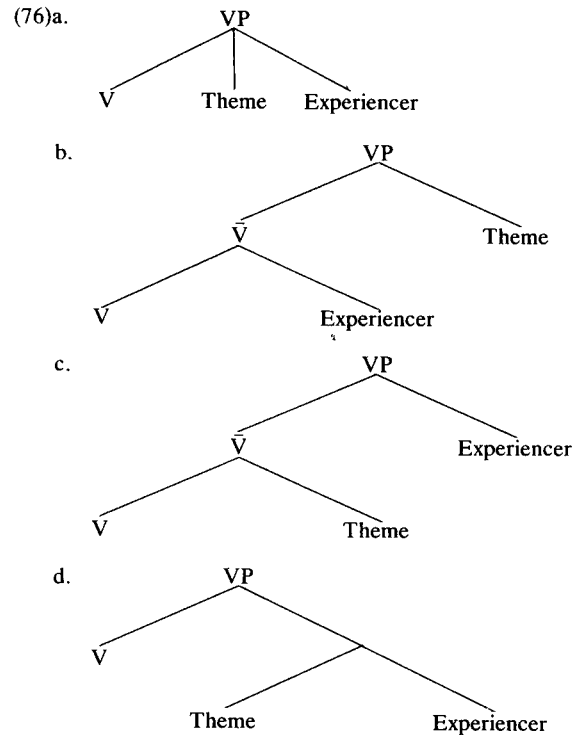 (76)a. VP
V Theme Experiencer
b. VP
V̄ Theme
V Experiencer
c. VP
V̄ Experiencer
V Theme
d. VP
V
Theme Experiencer